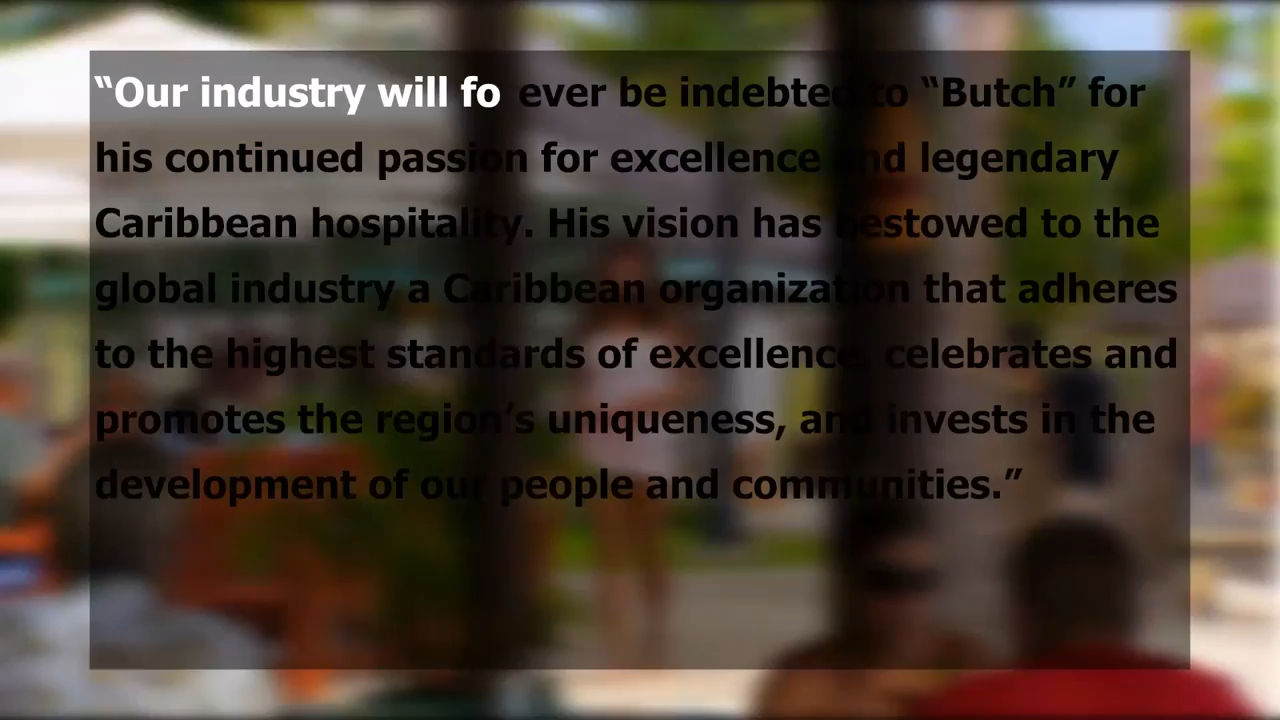 “Our industry will fo ever be indebted to “Butch” for
his continued passion for excellence and legendary
Caribbean hospitality. His vision has bestowed to the
global industry a Caribbean organization that adheres
to the highest standards of excellence, celebrates and
promotes the region’s uniqueness, and invests in the
development of our people and communities.”